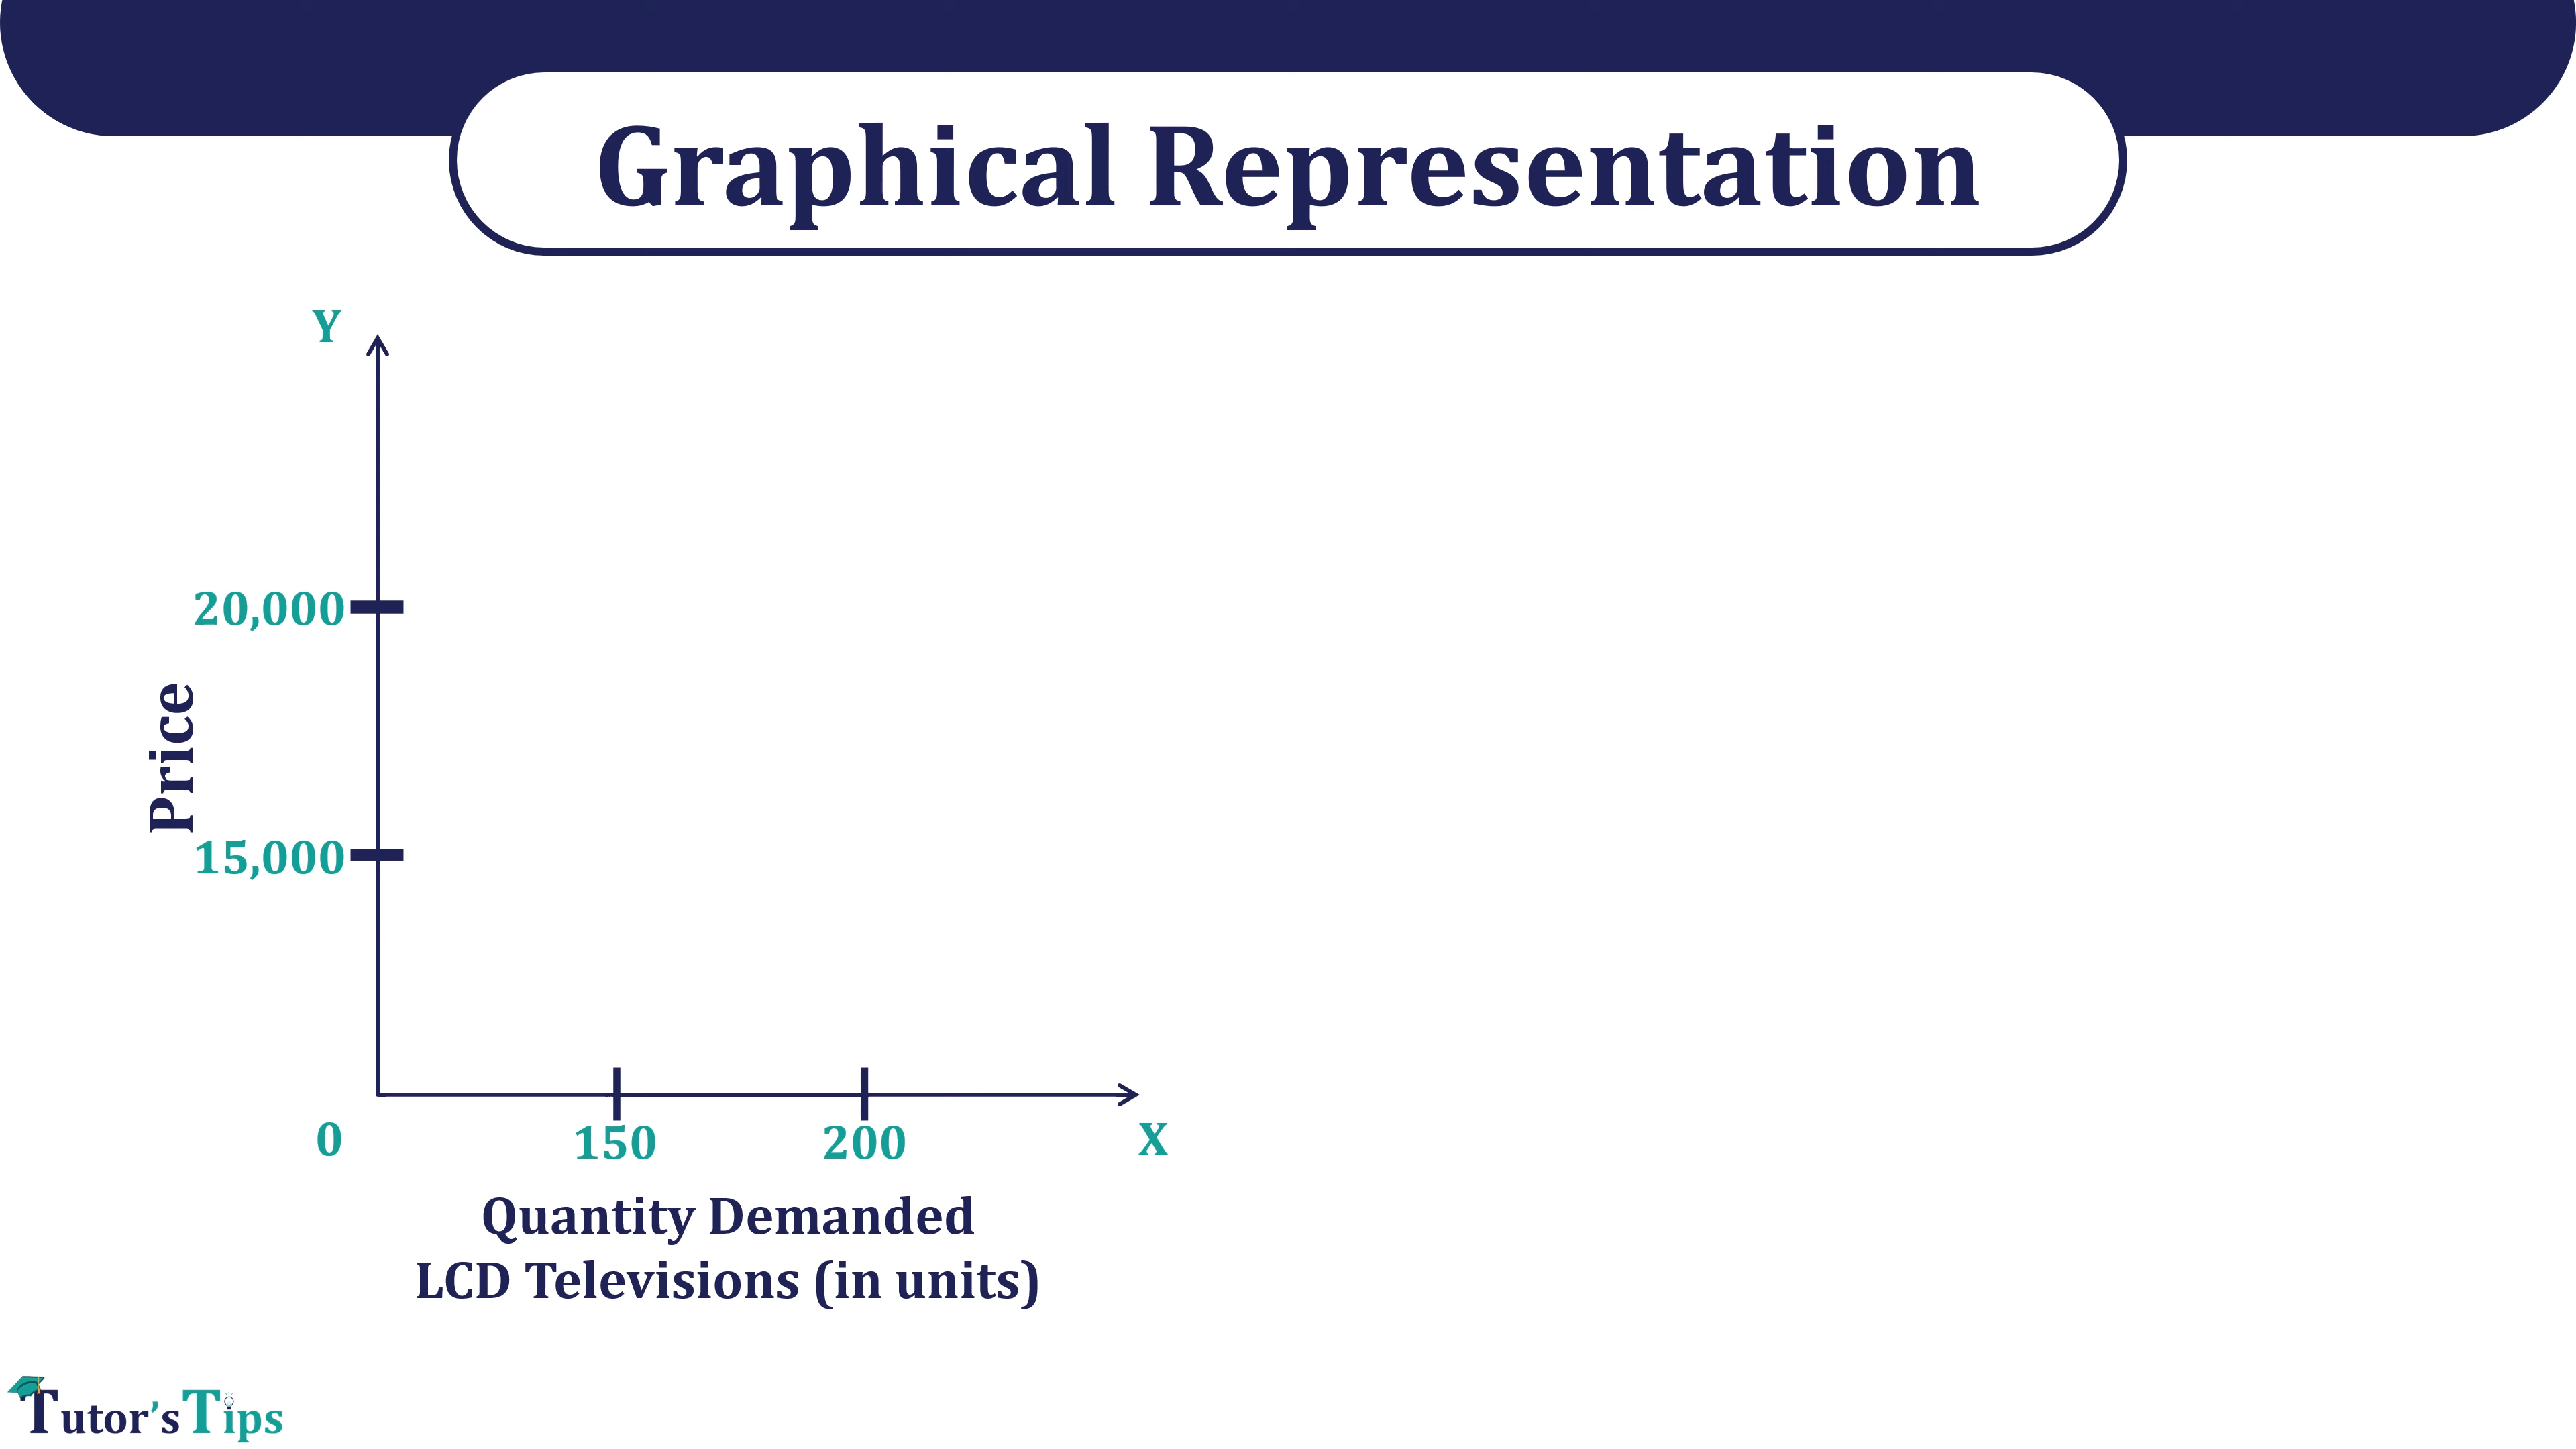 Graphical Representation
Y
20,000
Price
15,000
0
150
200
X
Quantity Demanded
LCD Televisions (in units)
Tutor's Tips